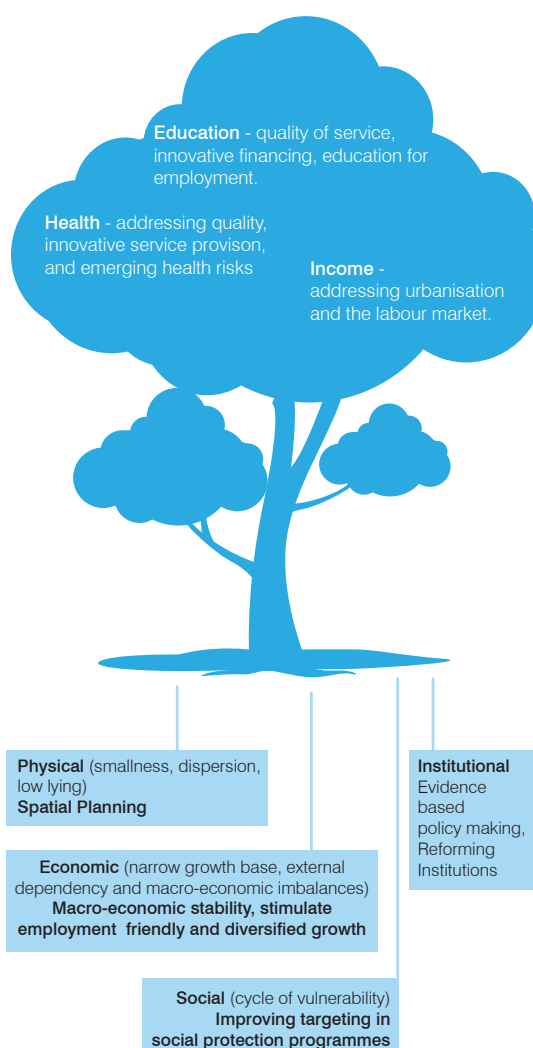 Education - quality of service,
innovative financing, education for
employment.
Health - addressing quality,
innovative service provison,
and emerging health risks
Income -
addressing urbanisation
and the labour market.
Physical (smallness, dispersion,
low lying)
Spatial Planning
Institutional
Evidence
based
policy making,
Reforming
Institutions
Economic (narrow growth base, external
dependency and macro-economic imbalances)
Macro-economic stability, stimulate
employment friendly and diversified growth
Social (cycle of vulnerability)
Improving targeting in
social protection programmes